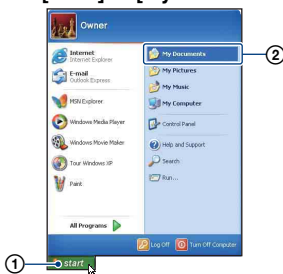 Owner
Internet
Internet Explorer
E-mail
Outlook Express
MSN Explorer
Windows Media Player
Windows Movie Maker
Tour Windows XP
Paint
All Programs
My Documents
My Pictures
My Music
My Computer
Control Panel
Help and Support
Search
Run...
Log Off
Turn Off Computer
start
1
2